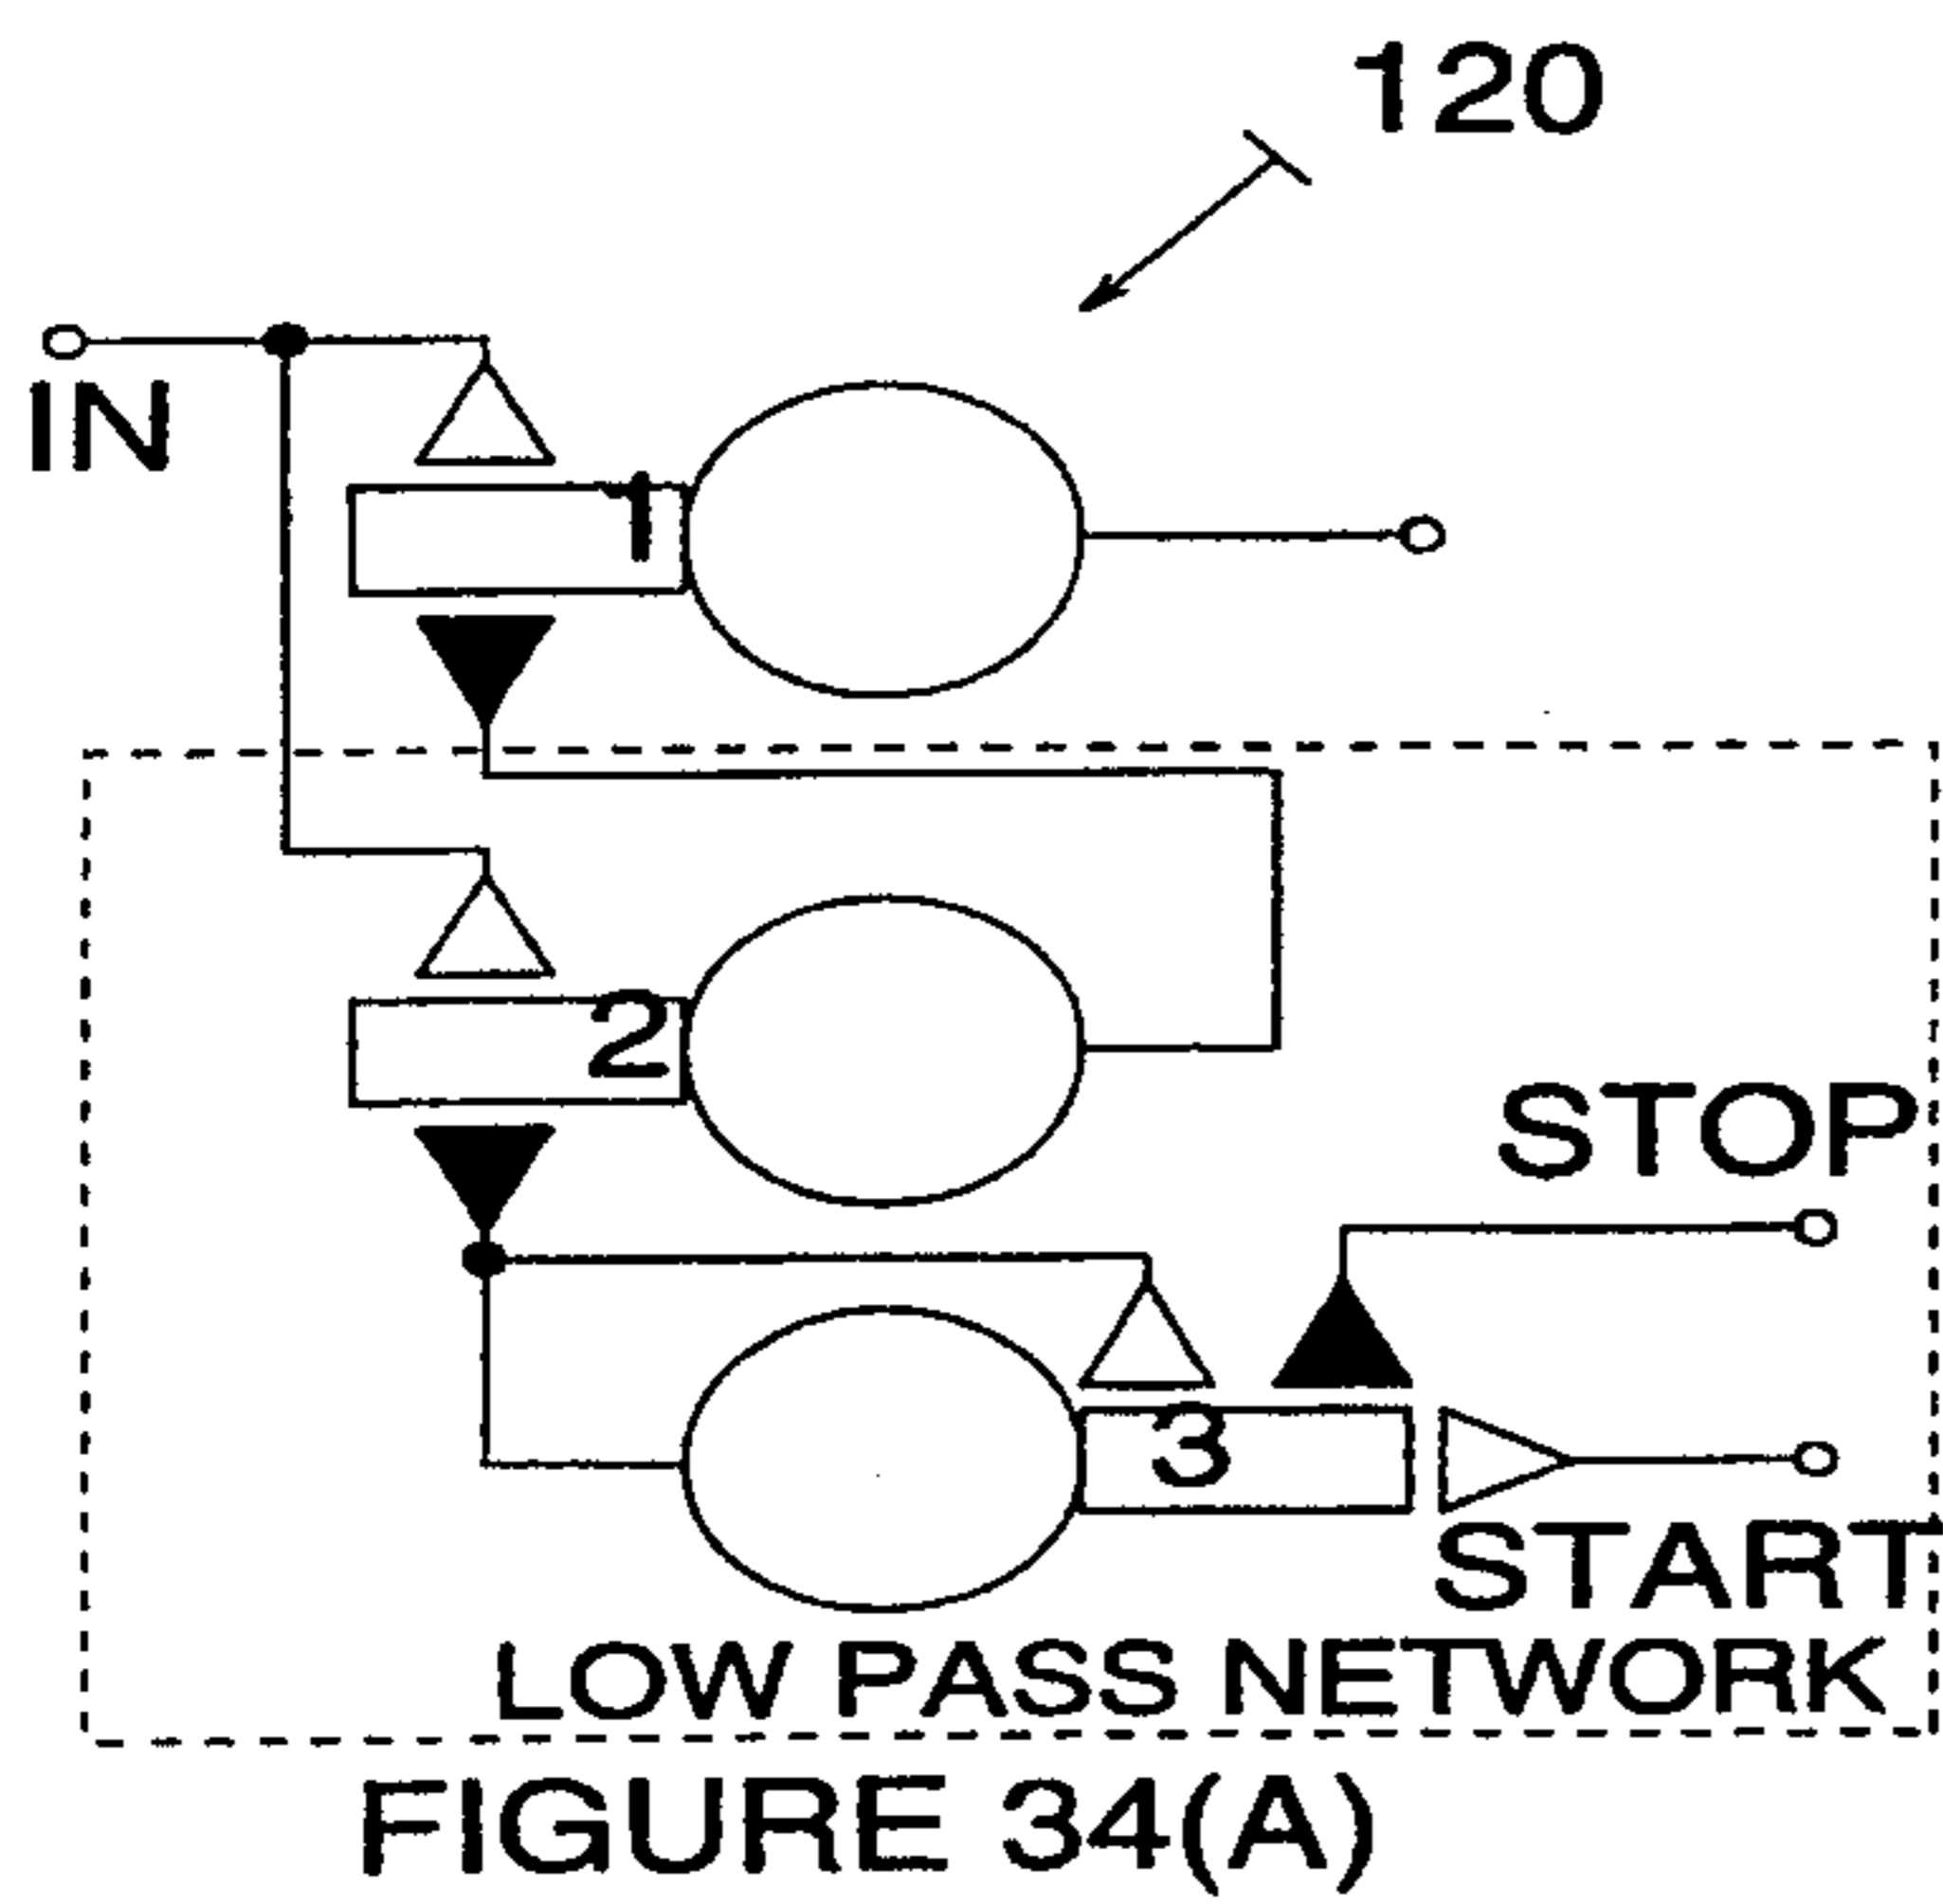 120
IN
1
2
STOP
3
START
LOW PASS NETWORK
FIGURE 34(A)